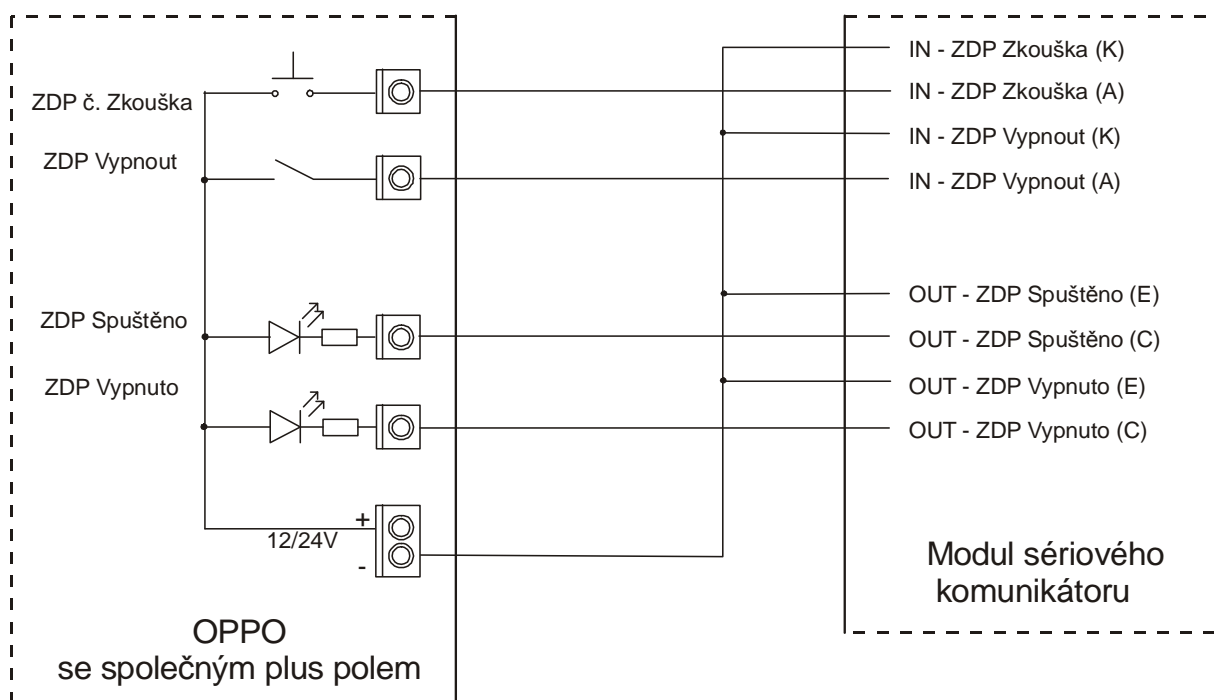 ZDP č. Zkouška
ZDP Vypnout
ZDP Spuštěno
ZDP Vypnuto
+
12/24V
-
OPPO
se společným plus polem
IN - ZDP Zkouška (K)
IN - ZDP Zkouška (A)
IN - ZDP Vypnout (K)
IN - ZDP Vypnout (A)
OUT - ZDP Spuštěno (E)
OUT - ZDP Spuštěno (C)
OUT - ZDP Vypnuto (E)
OUT - ZDP Vypnuto (C)
Modul sériového
komunikátoru